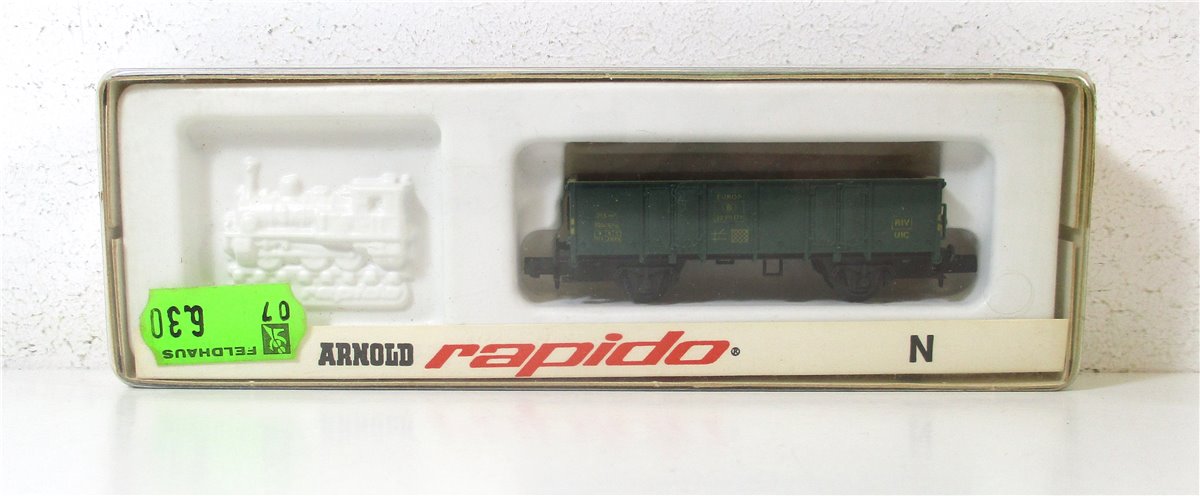 EUROP
B
RIV
UIC
07
6.30
FELDHAUS
ARNOLD rapido®
N